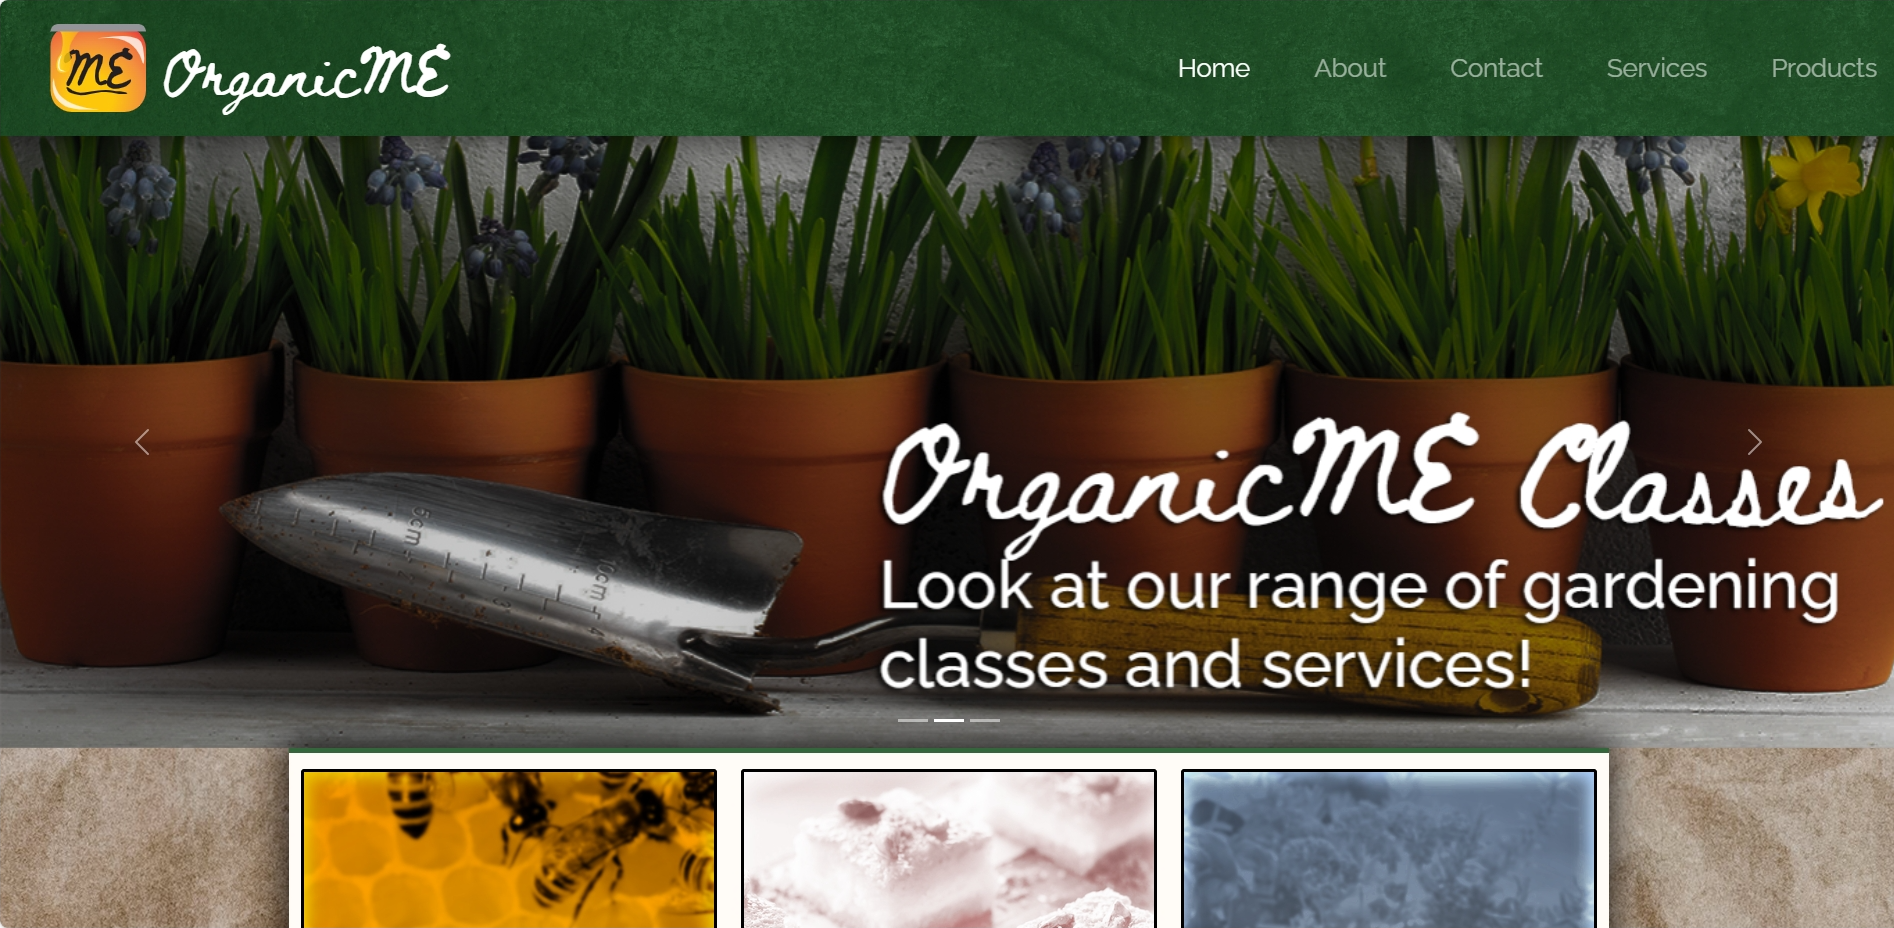 ME OrganicME
Home About Contact Services Products
OrganicME Classes
Look at our range of gardening
classes and services!
5cm
10cm